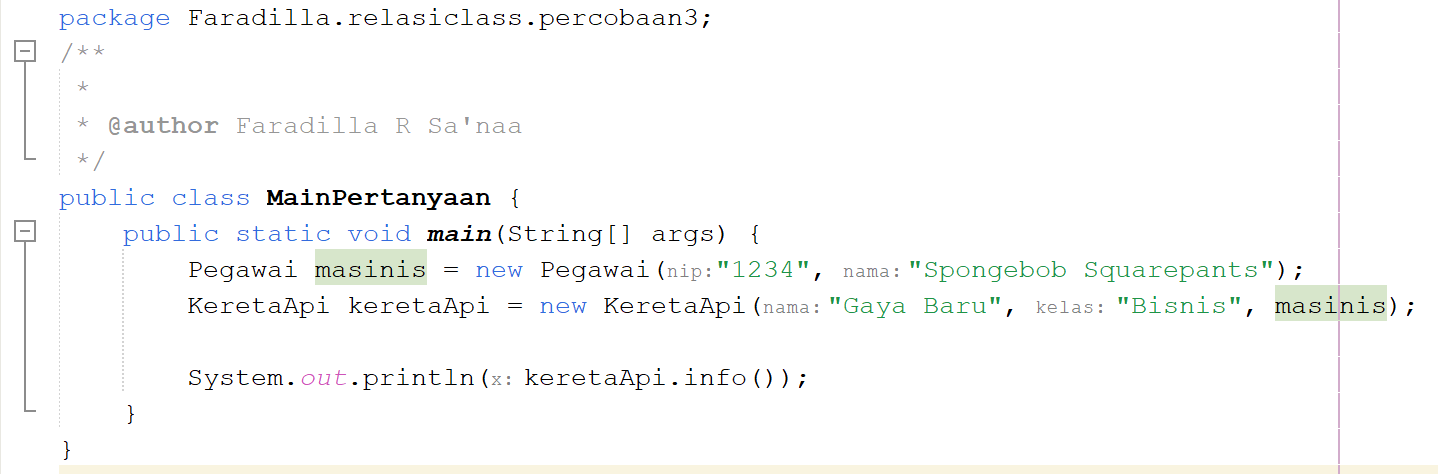 package Faradilla.relasiclass.percobaan3;
/**
 *
 * @author Faradilla R Sa'naa
 */
public class MainPertanyaan {
    public static void main(String[] args) {
        Pegawai masinis = new Pegawai(nip:"1234", nama:"Spongebob Squarepants");
        KeretaApi keretaApi = new KeretaApi(nama:"Gaya Baru", kelas:"Bisnis", masinis);
        System.out.println(x:keretaApi.info());
    }
}